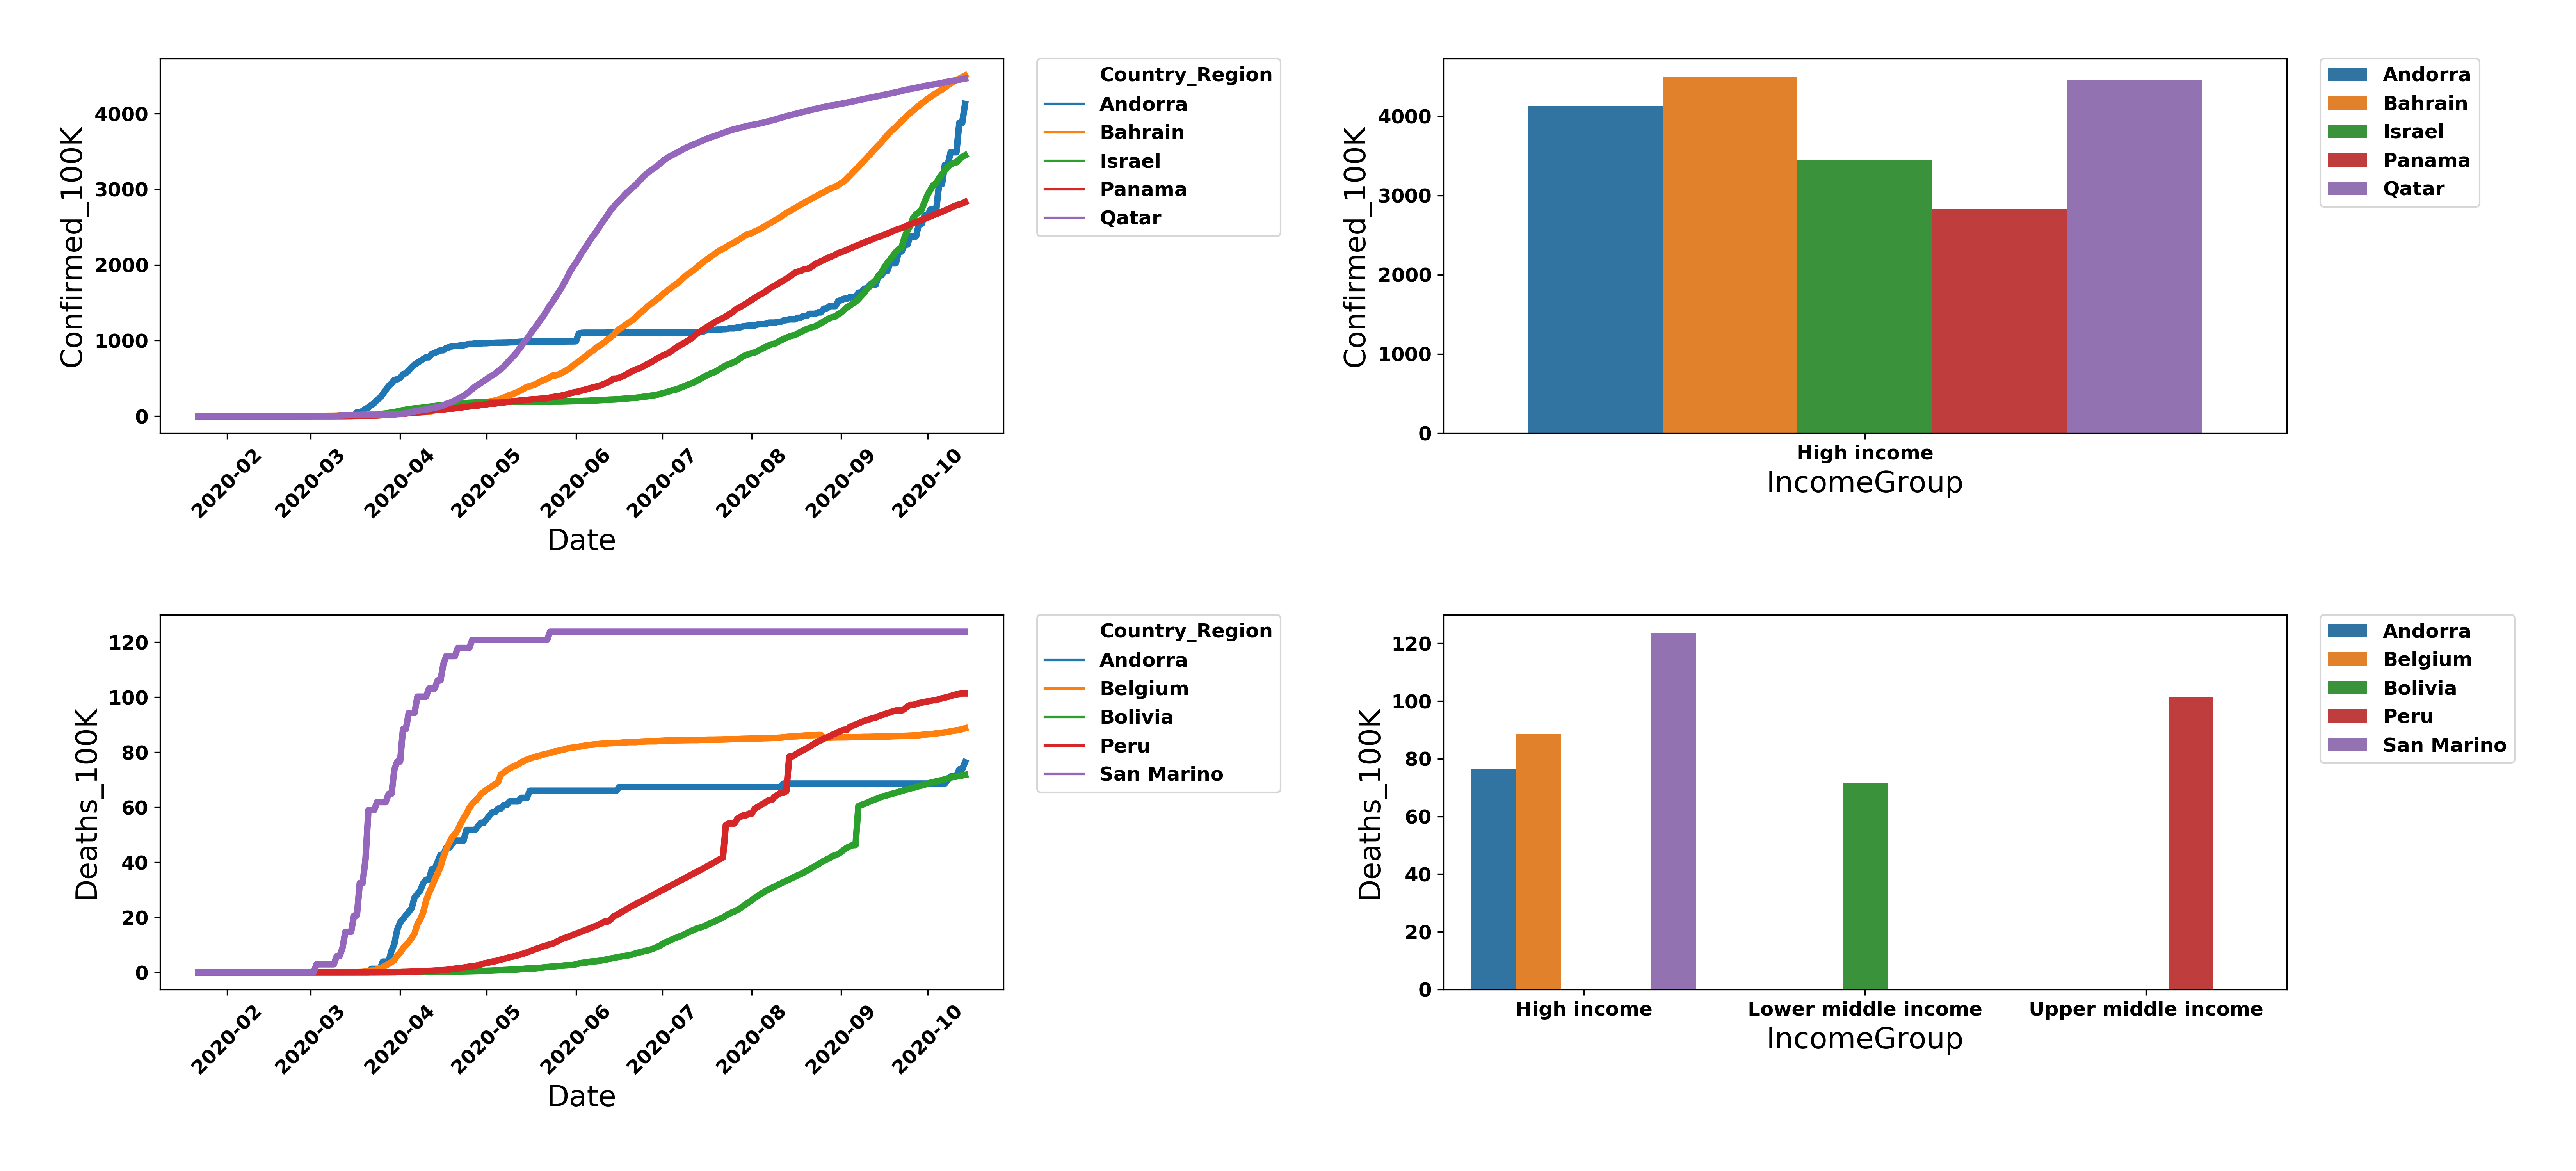 Confirmed_100K
4000
3000
2000
1000
0
2020-02
2020-03
2020-04
2020-05
2020-06
2020-07
2020-08
2020-09
2020-10
Date
Country_Region
Andorra
Bahrain
Israel
Panama
Qatar
Confirmed_100K
4000
3000
2000
1000
0
High income
IncomeGroup
Andorra
Bahrain
Israel
Panama
Qatar
Deaths_100K
120
100
80
60
40
20
0
2020-02
2020-03
2020-04
2020-05
2020-06
2020-07
2020-08
2020-09
2020-10
Date
Country_Region
Andorra
Belgium
Bolivia
Peru
San Marino
Deaths_100K
120
100
80
60
40
20
0
High income
Lower middle income
Upper middle income
IncomeGroup
Andorra
Belgium
Bolivia
Peru
San Marino